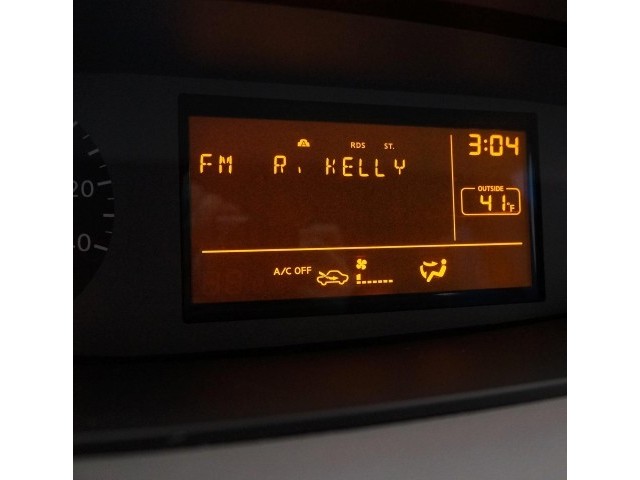 RDS ST. 3:04
FM R. KELLY
OUTSIDE
41°F
A/C OFF
20
40